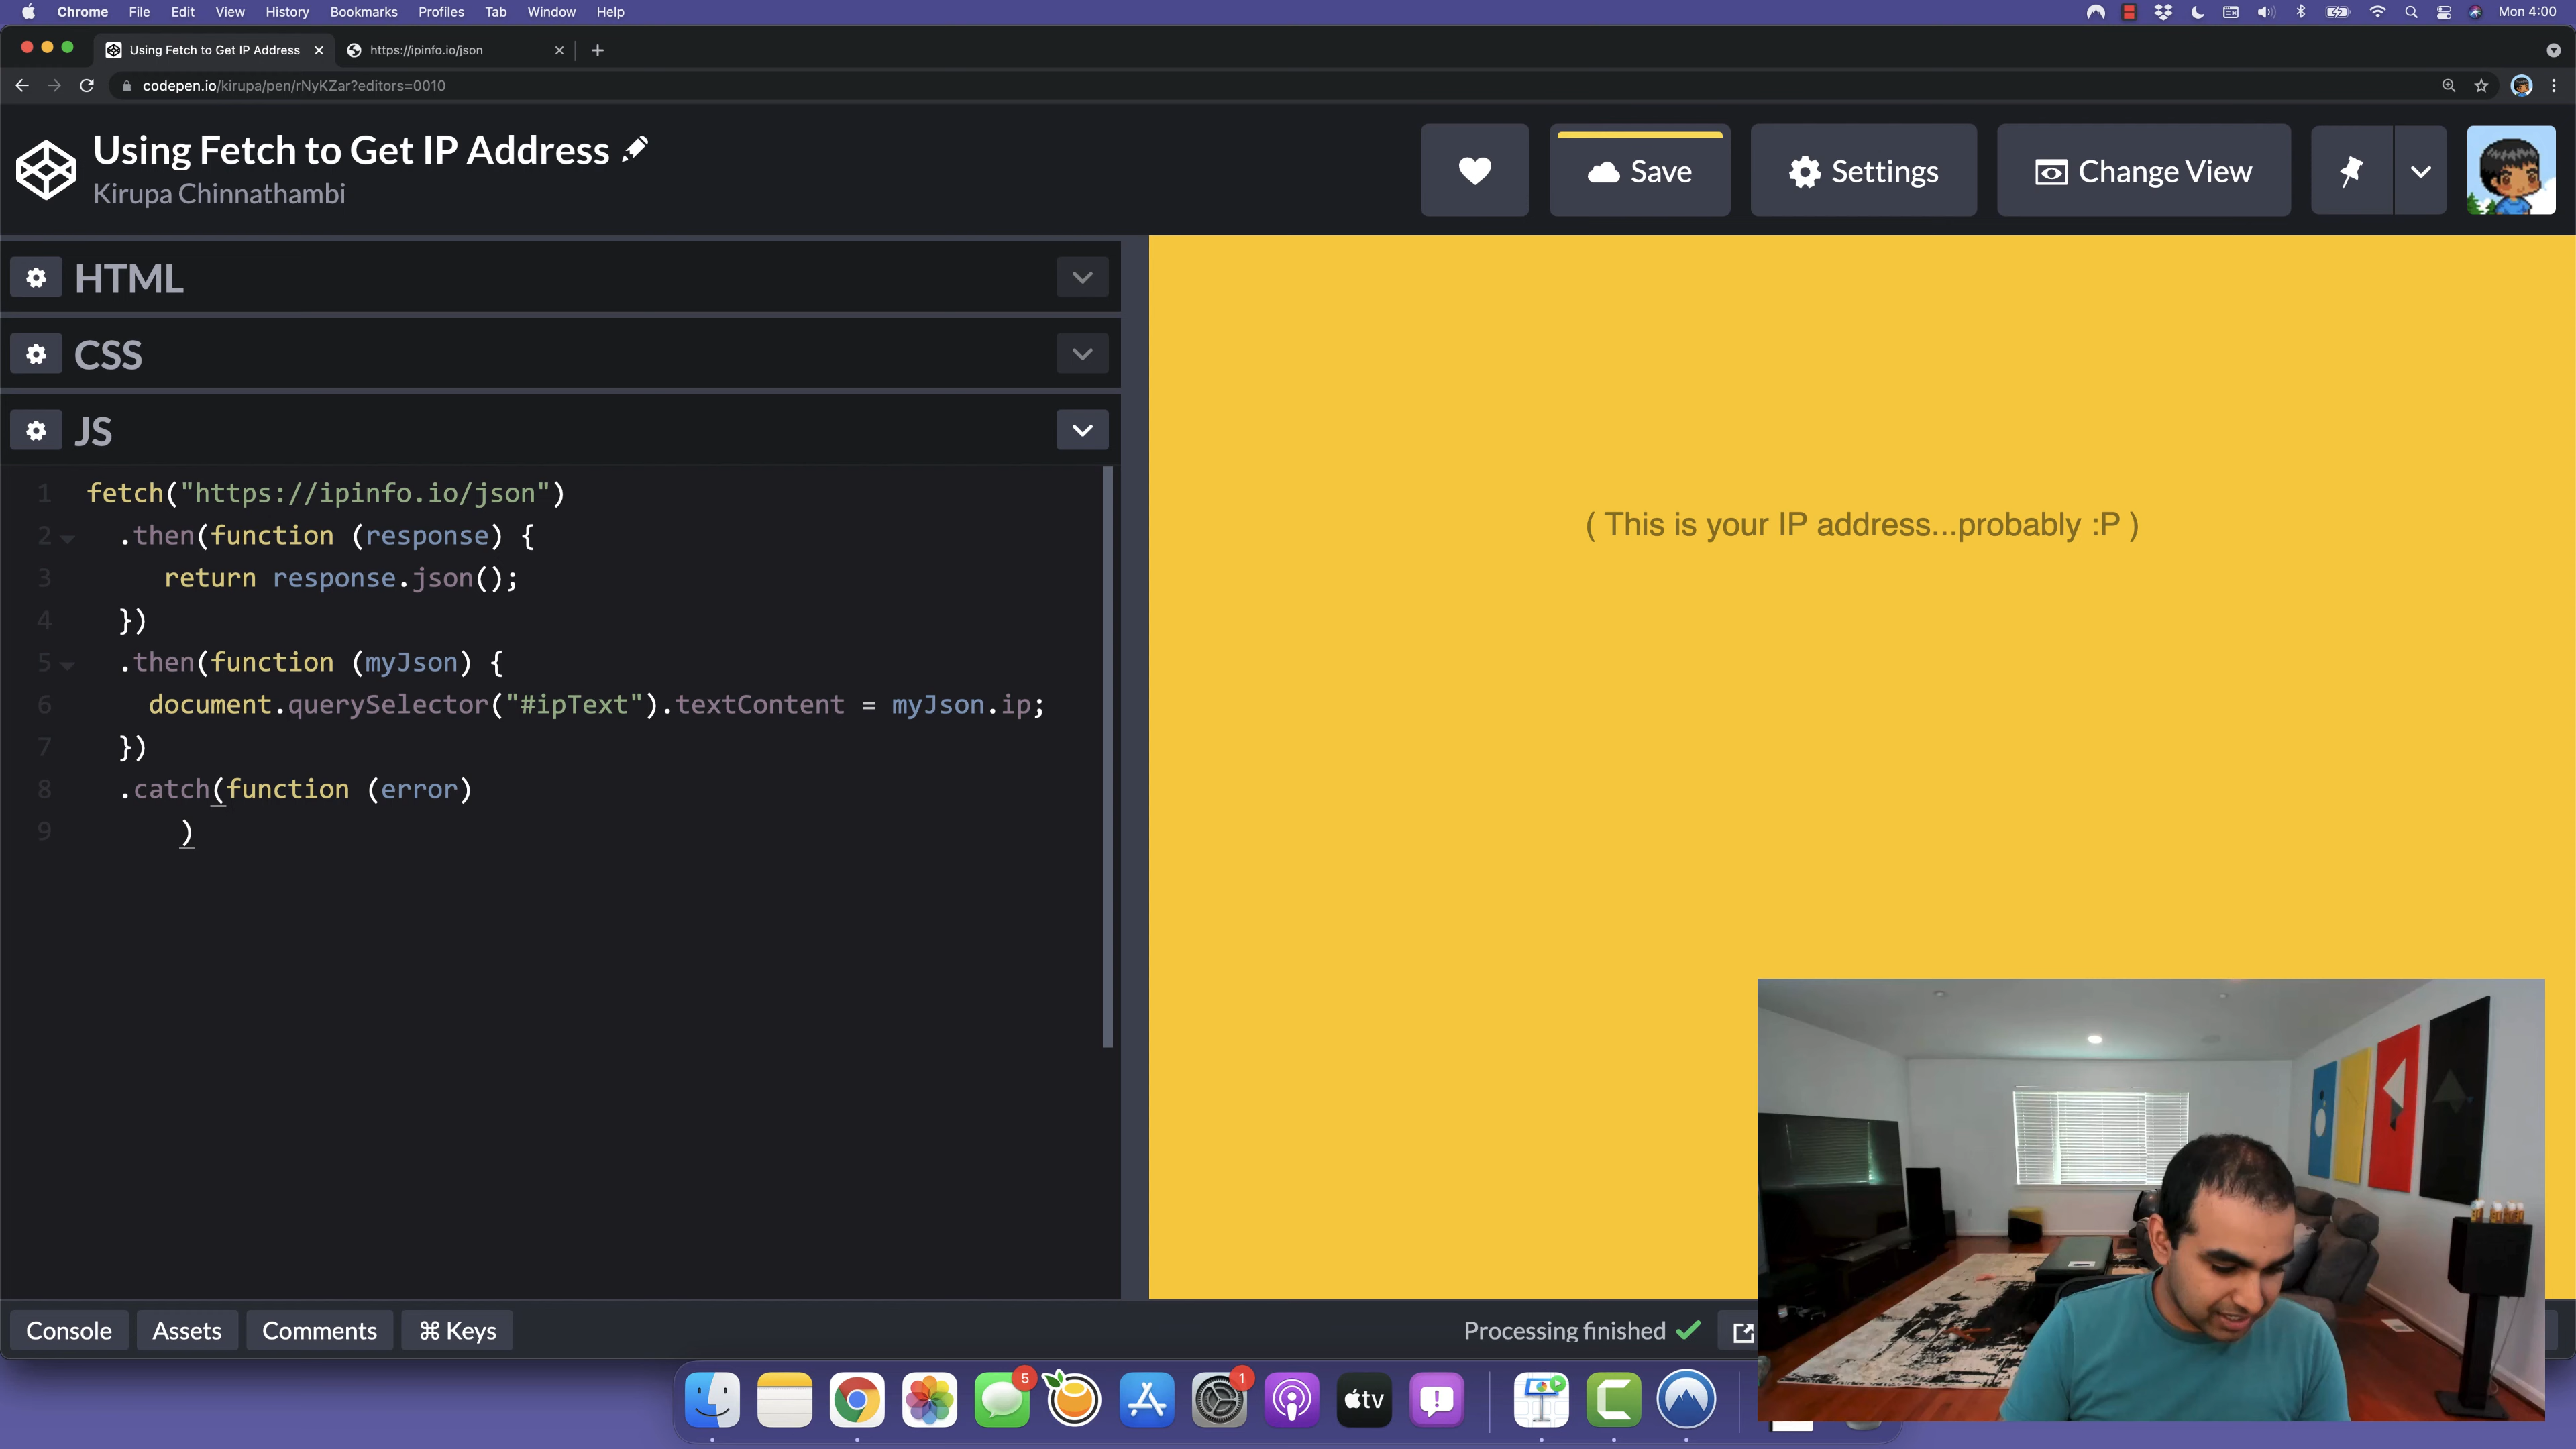 Chrome File Edit View History Bookmarks Profiles Tab Window Help Mon 4:00
Using Fetch to Get IP Address https://ipinfo.io/json
codepen.io/kirupa/pen/rNyKZar?editors=0010
Using Fetch to Get IP Address
Kirupa Chinnathambi
Save Settings Change View
HTML
CSS
JS
1 fetch("https://ipinfo.io/json")
2 .then(function (response) {
3 return response.json();
4 })
5 .then(function (myJson) {
6 document.querySelector("#ipText").textContent = myJson.ip;
7 })
8 .catch(function (error)
9 )
( This is your IP address...probably :P )
Console Assets Comments ⌘ Keys Processing finished
5 1 tv